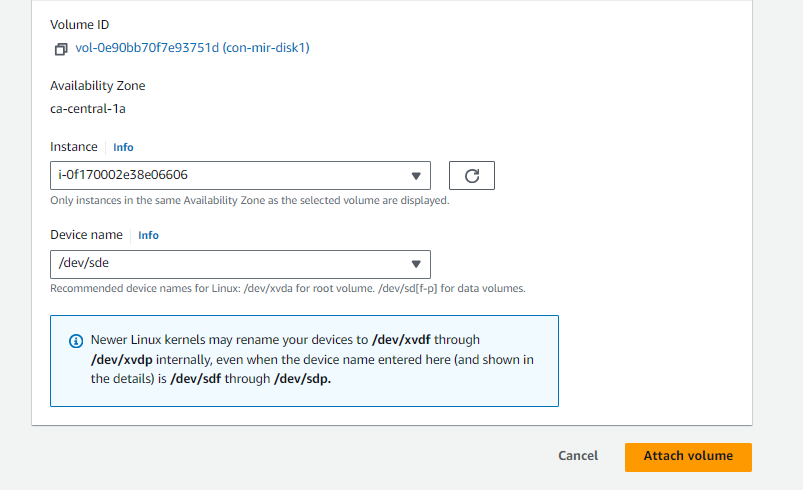 Volume ID
vol-0e90bb70f7e93751d (con-mir-disk1)
Availability Zone
ca-central-1a
Instance Info
i-0f170002e38e06606
Only instances in the same Availability Zone as the selected volume are displayed.
Device name Info
/dev/sde
Recommended device names for Linux: /dev/xvda for root volume. /dev/sd[f-p] for data volumes.
Newer Linux kernels may rename your devices to /dev/xvdf through
/dev/xvdp internally, even when the device name entered here (and shown in
the details) is /dev/sdf through /dev/sdp.
Cancel Attach volume